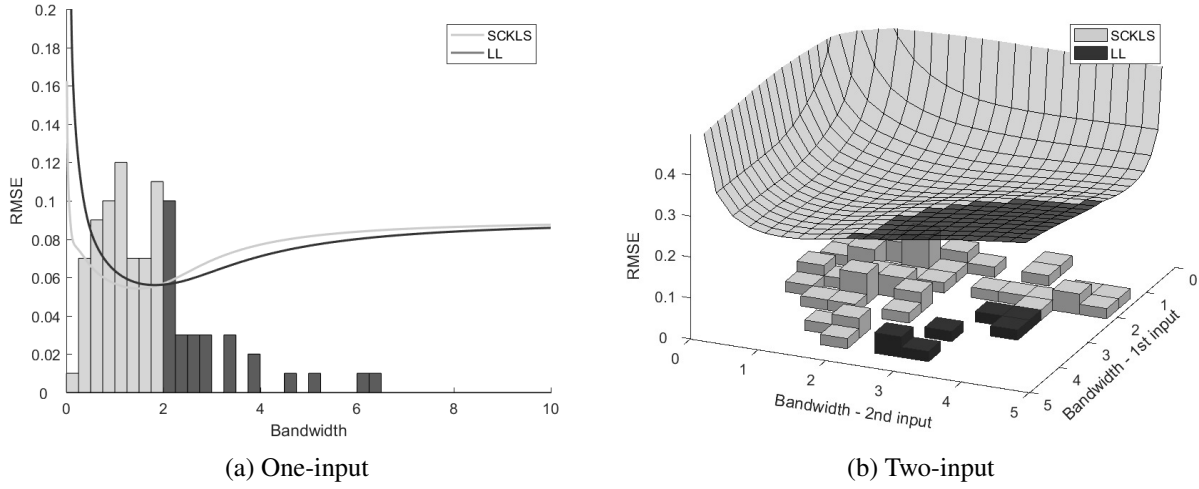 0.2
0.18
0.16
0.14
0.12
0.1
0.08
0.06
0.04
0.02
0
RMSE
0 2 4 6 8 10
Bandwidth
SCKLS
LL
(a) One-input
SCKLS
LL
0.4
0.3
0.2
0.1
0
RMSE
0 1 2 3 4 5
Bandwidth - 2nd input
0 1 2 3 4 5
Bandwidth - 1st input
(b) Two-input